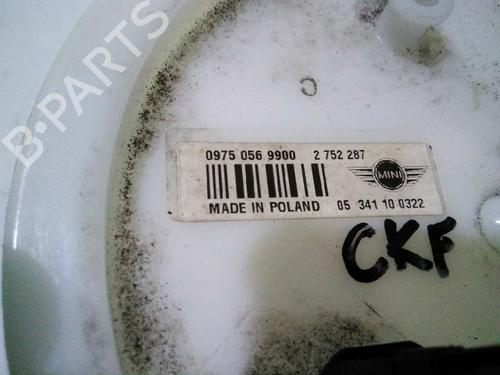 B-PARTS
0975 056 9900 2 752 287
MINI
MADE IN POLAND 05 341 10 0322
CKF